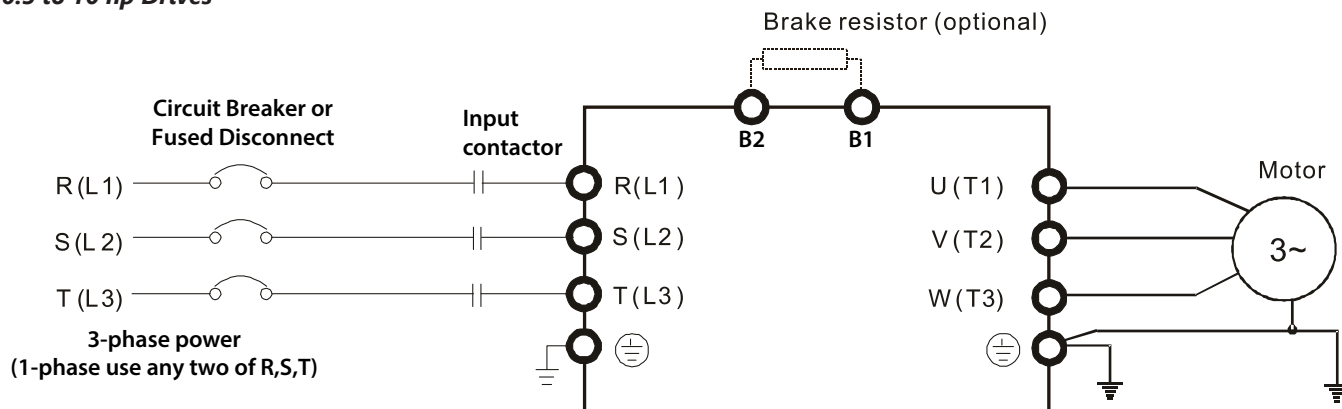 0.5 to 10 hp Drives
Brake resistor (optional)
Circuit Breaker or
Fused Disconnect
Input
contactor
B2
B1
Motor
R(L1)
R(L1)
U(T1)
S(L2)
S(L2)
V(T2)
3~
T(L3)
T(L3)
W(T3)
3-phase power
(1-phase use any two of R,S,T)